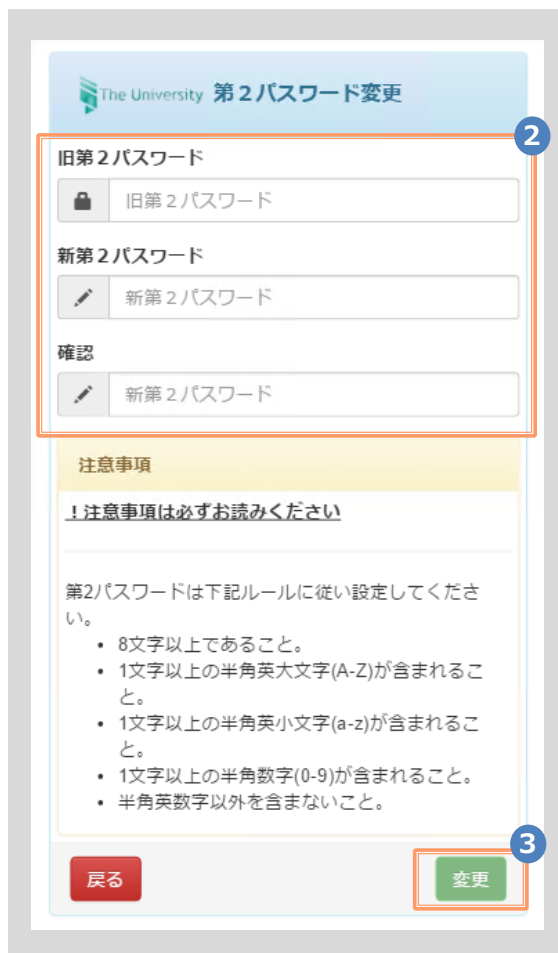 The University 第2パスワード変更
2
旧第2パスワード
旧第2パスワード
新第2パスワード
新第2パスワード
確認
新第2パスワード
注意事項
!注意事項は必ずお読みください
第2パスワードは下記ルールに従い設定してくださ
い。
• 8文字以上であること。
• 1文字以上の半角英大文字(A-Z)が含まれるこ
と。
• 1文字以上の半角英小文字(a-z)が含まれるこ
と。
• 1文字以上の半角数字(0-9)が含まれること。
• 半角英数字以外を含まないこと。
3
戻る 変更